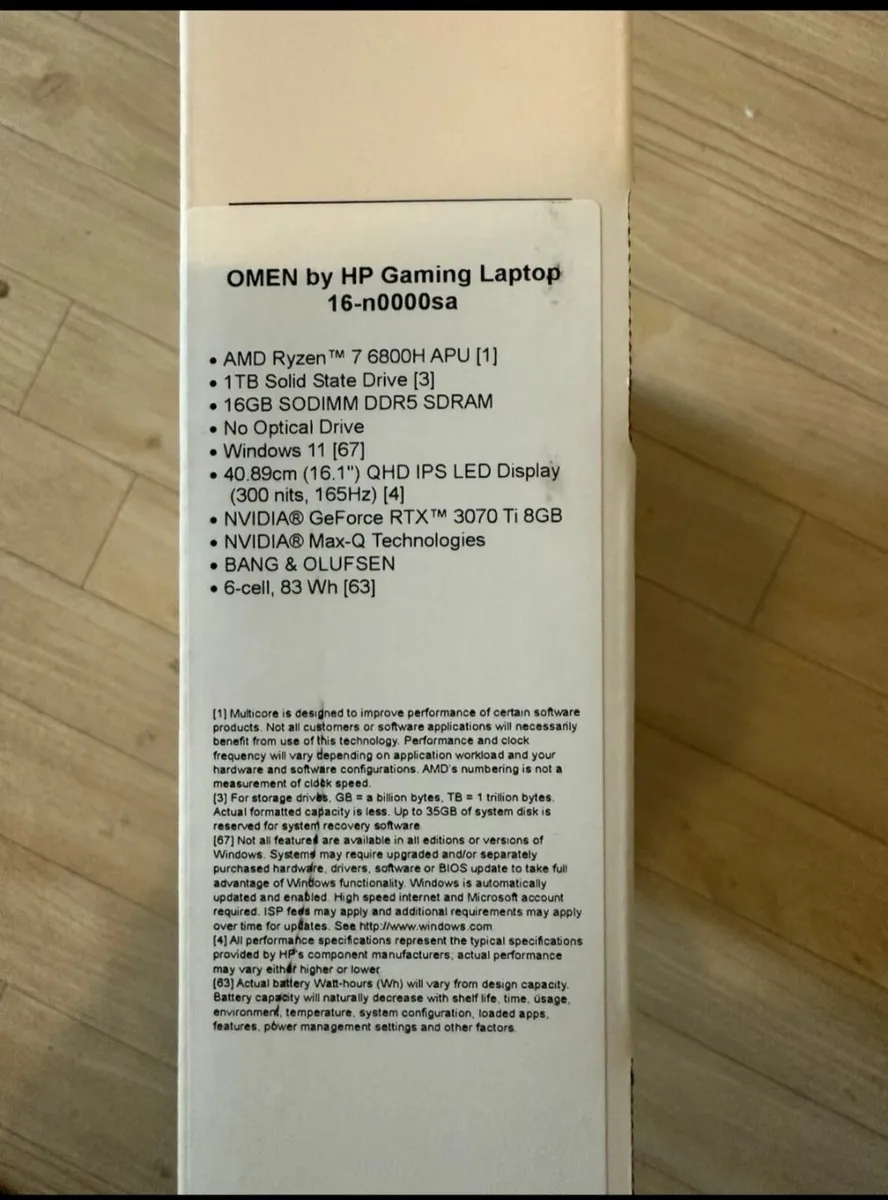 OMEN by HP Gaming Laptop
16-n0000sa
• AMD Ryzen™ 7 6800H APU [1]
• 1TB Solid State Drive [3]
• 16GB SODIMM DDR5 SDRAM
• No Optical Drive
• Windows 11 [67]
• 40.89cm (16.1") QHD IPS LED Display
(300 nits, 165Hz) [4]
• NVIDIA® GeForce RTX™ 3070 Ti 8GB
• NVIDIA® Max-Q Technologies
• BANG & OLUFSEN
• 6-cell, 83 Wh [63]
[1] Multicore is designed to improve performance of certain software
products. Not all customers or software applications will necessarily
benefit from use of this technology. Performance and clock
frequency will vary depending on application workload and your
hardware and software configurations. AMD's numbering is not a
measurement of clock speed.
[3] For storage drives, GB = a billion bytes, TB = 1 trillion bytes.
Actual formatted capacity is less. Up to 35GB of system disk is
reserved for system recovery software
[67] Not all features are available in all editions or versions of
Windows. Systems may require upgraded and/or separately
purchased hardware, drivers, software or BIOS update to take full
advantage of Windows functionality. Windows is automatically
updated and enabled. High speed internet and Microsoft account
required. ISP fees may apply and additional requirements may apply
over time for updates. See http://www.windows.com
[4] All performance specifications represent the typical specifications
provided by HP's component manufacturers; actual performance
may vary either higher or lower
[63] Actual battery Watt-hours (Wh) will vary from design capacity.
Battery capacity will naturally decrease with shelf life, time, usage,
environment, temperature, system configuration, loaded apps,
features, power management settings and other factors.